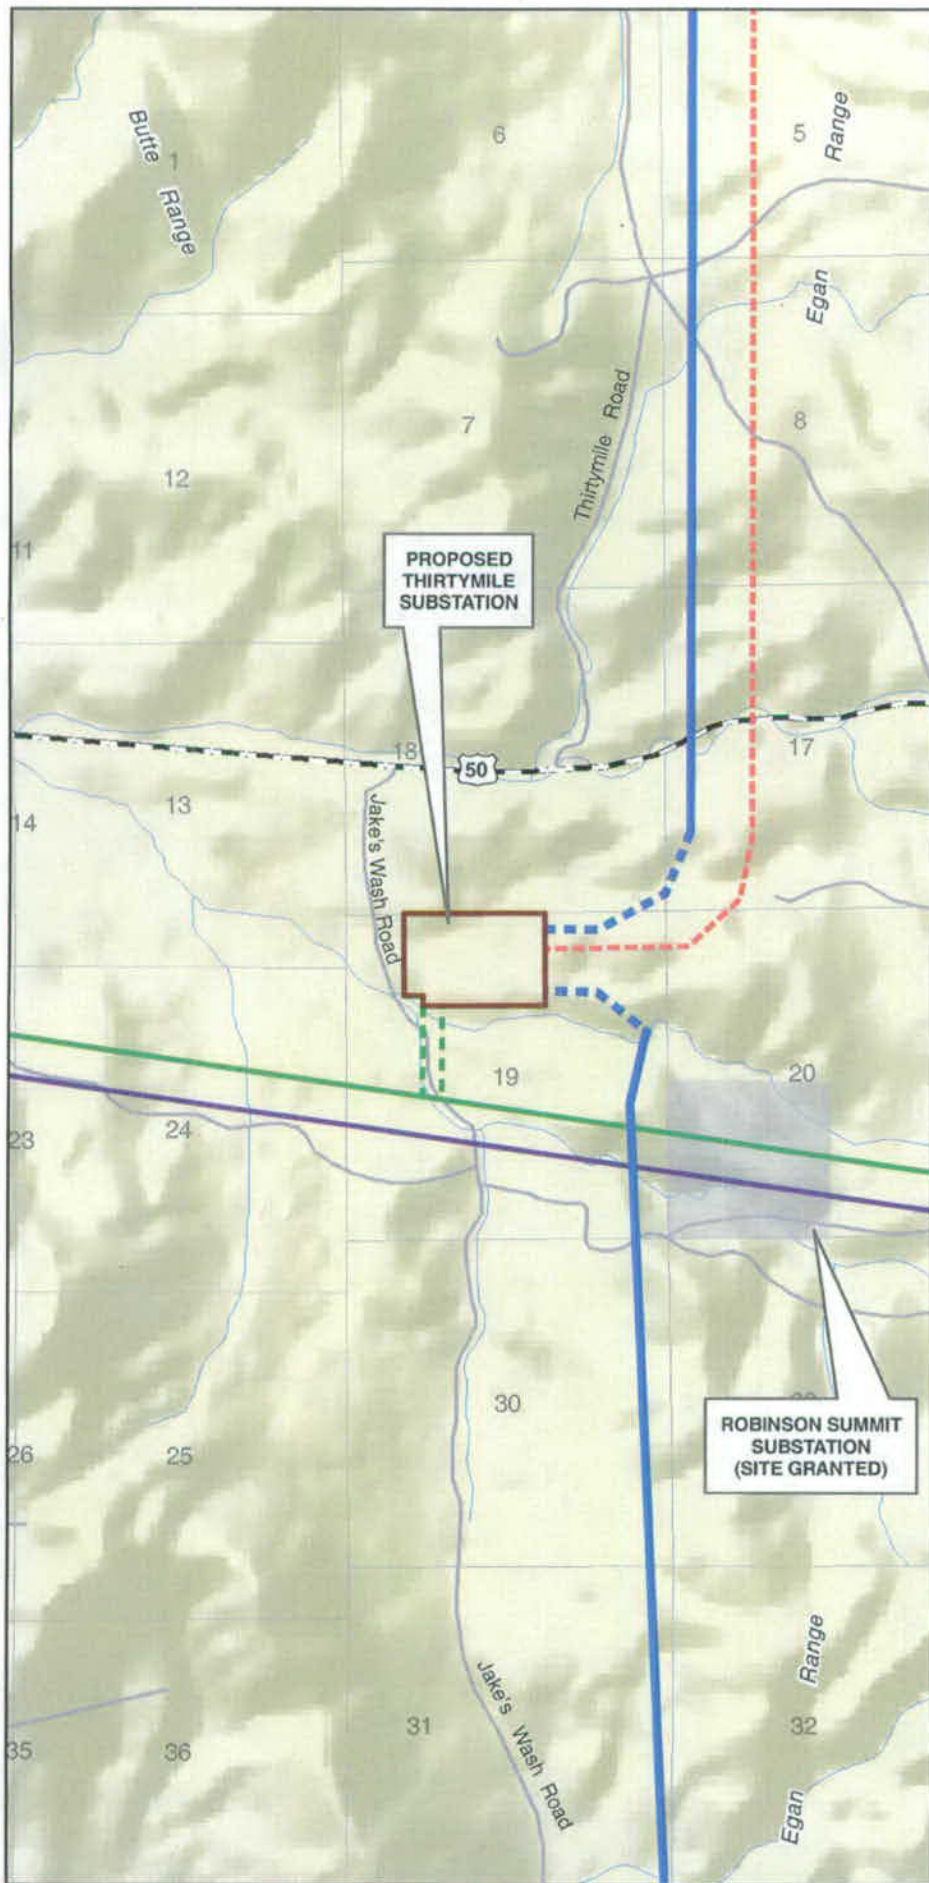 Butte
Range
1
6
5
Range
Egan
7
8
12
Thirtymile Road
11
PROPOSED
THIRTYMILE
SUBSTATION
18
50
17
13
14
Jake's Wash Road
19
20
23
24
30
ROBINSON SUMMIT
SUBSTATION
(SITE GRANTED)
26
25
Range
Jake's Wash Road
31
32
35
36
Egan